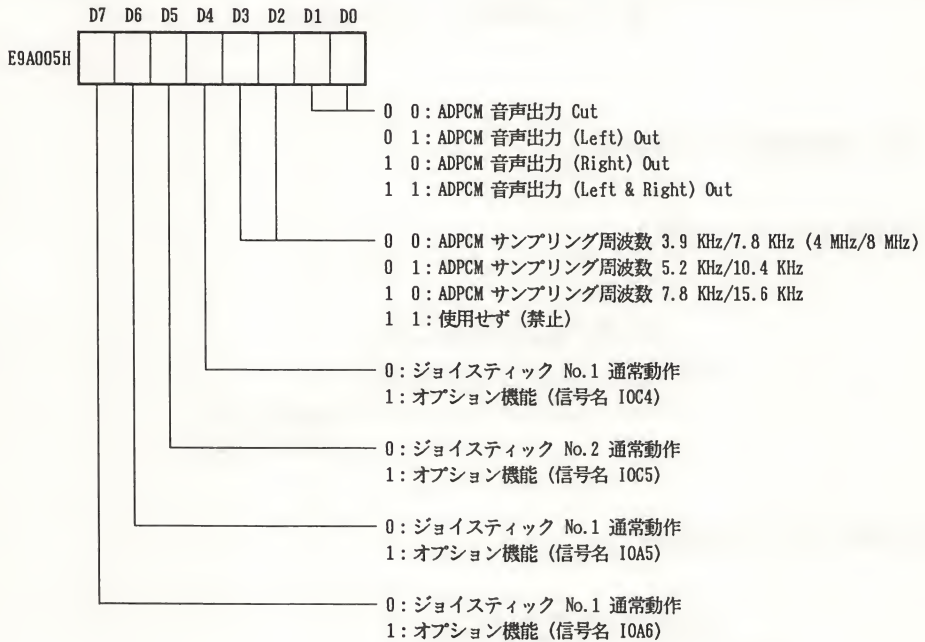 D7 D6 D5 D4 D3 D2 D1 D0
E9A005H
0 0：ADPCM 音声出力 Cut
0 1：ADPCM 音声出力 (Left) Out
1 0：ADPCM 音声出力 (Right) Out
1 1：ADPCM 音声出力 (Left & Right) Out
0 0：ADPCM サンプリング周波数 3.9 KHz/7.8 KHz (4 MHz/8 MHz)
0 1：ADPCM サンプリング周波数 5.2 KHz/10.4 KHz
1 0：ADPCM サンプリング周波数 7.8 KHz/15.6 KHz
1 1：使用せず (禁止)
0：ジョイスティック No.1 通常動作
1：オプション機能 (信号名 IOC4)
0：ジョイスティック No.2 通常動作
1：オプション機能 (信号名 IOC5)
0：ジョイスティック No.1 通常動作
1：オプション機能 (信号名 IOA5)
0：ジョイスティック No.1 通常動作
1：オプション機能 (信号名 IOA6)